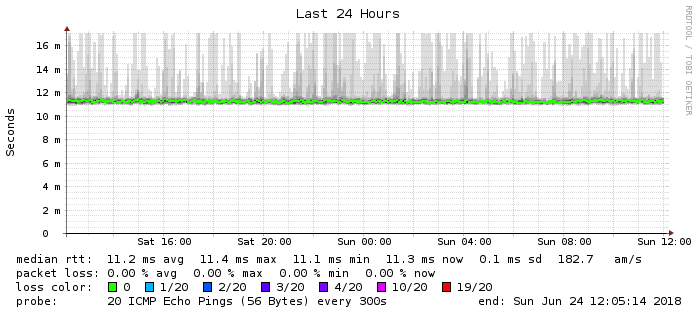 Last 24 Hours
RRDTOOL / TOBI OETIKER
Seconds
16 m
14 m
12 m
10 m
8 m
6 m
4 m
2 m
0
Sat 16:00 Sat 20:00 Sun 00:00 Sun 04:00 Sun 08:00 Sun 12:00
median rtt: 11.2 ms avg 11.4 ms max 11.1 ms min 11.3 ms now 0.1 ms sd 182.7 am/s
packet loss: 0.00 % avg 0.00 % max 0.00 % min 0.00 % now
loss color: 0 1/20 2/20 3/20 4/20 10/20 19/20
probe: 20 ICMP Echo Pings (56 Bytes) every 300s end: Sun Jun 24 12:05:14 2018